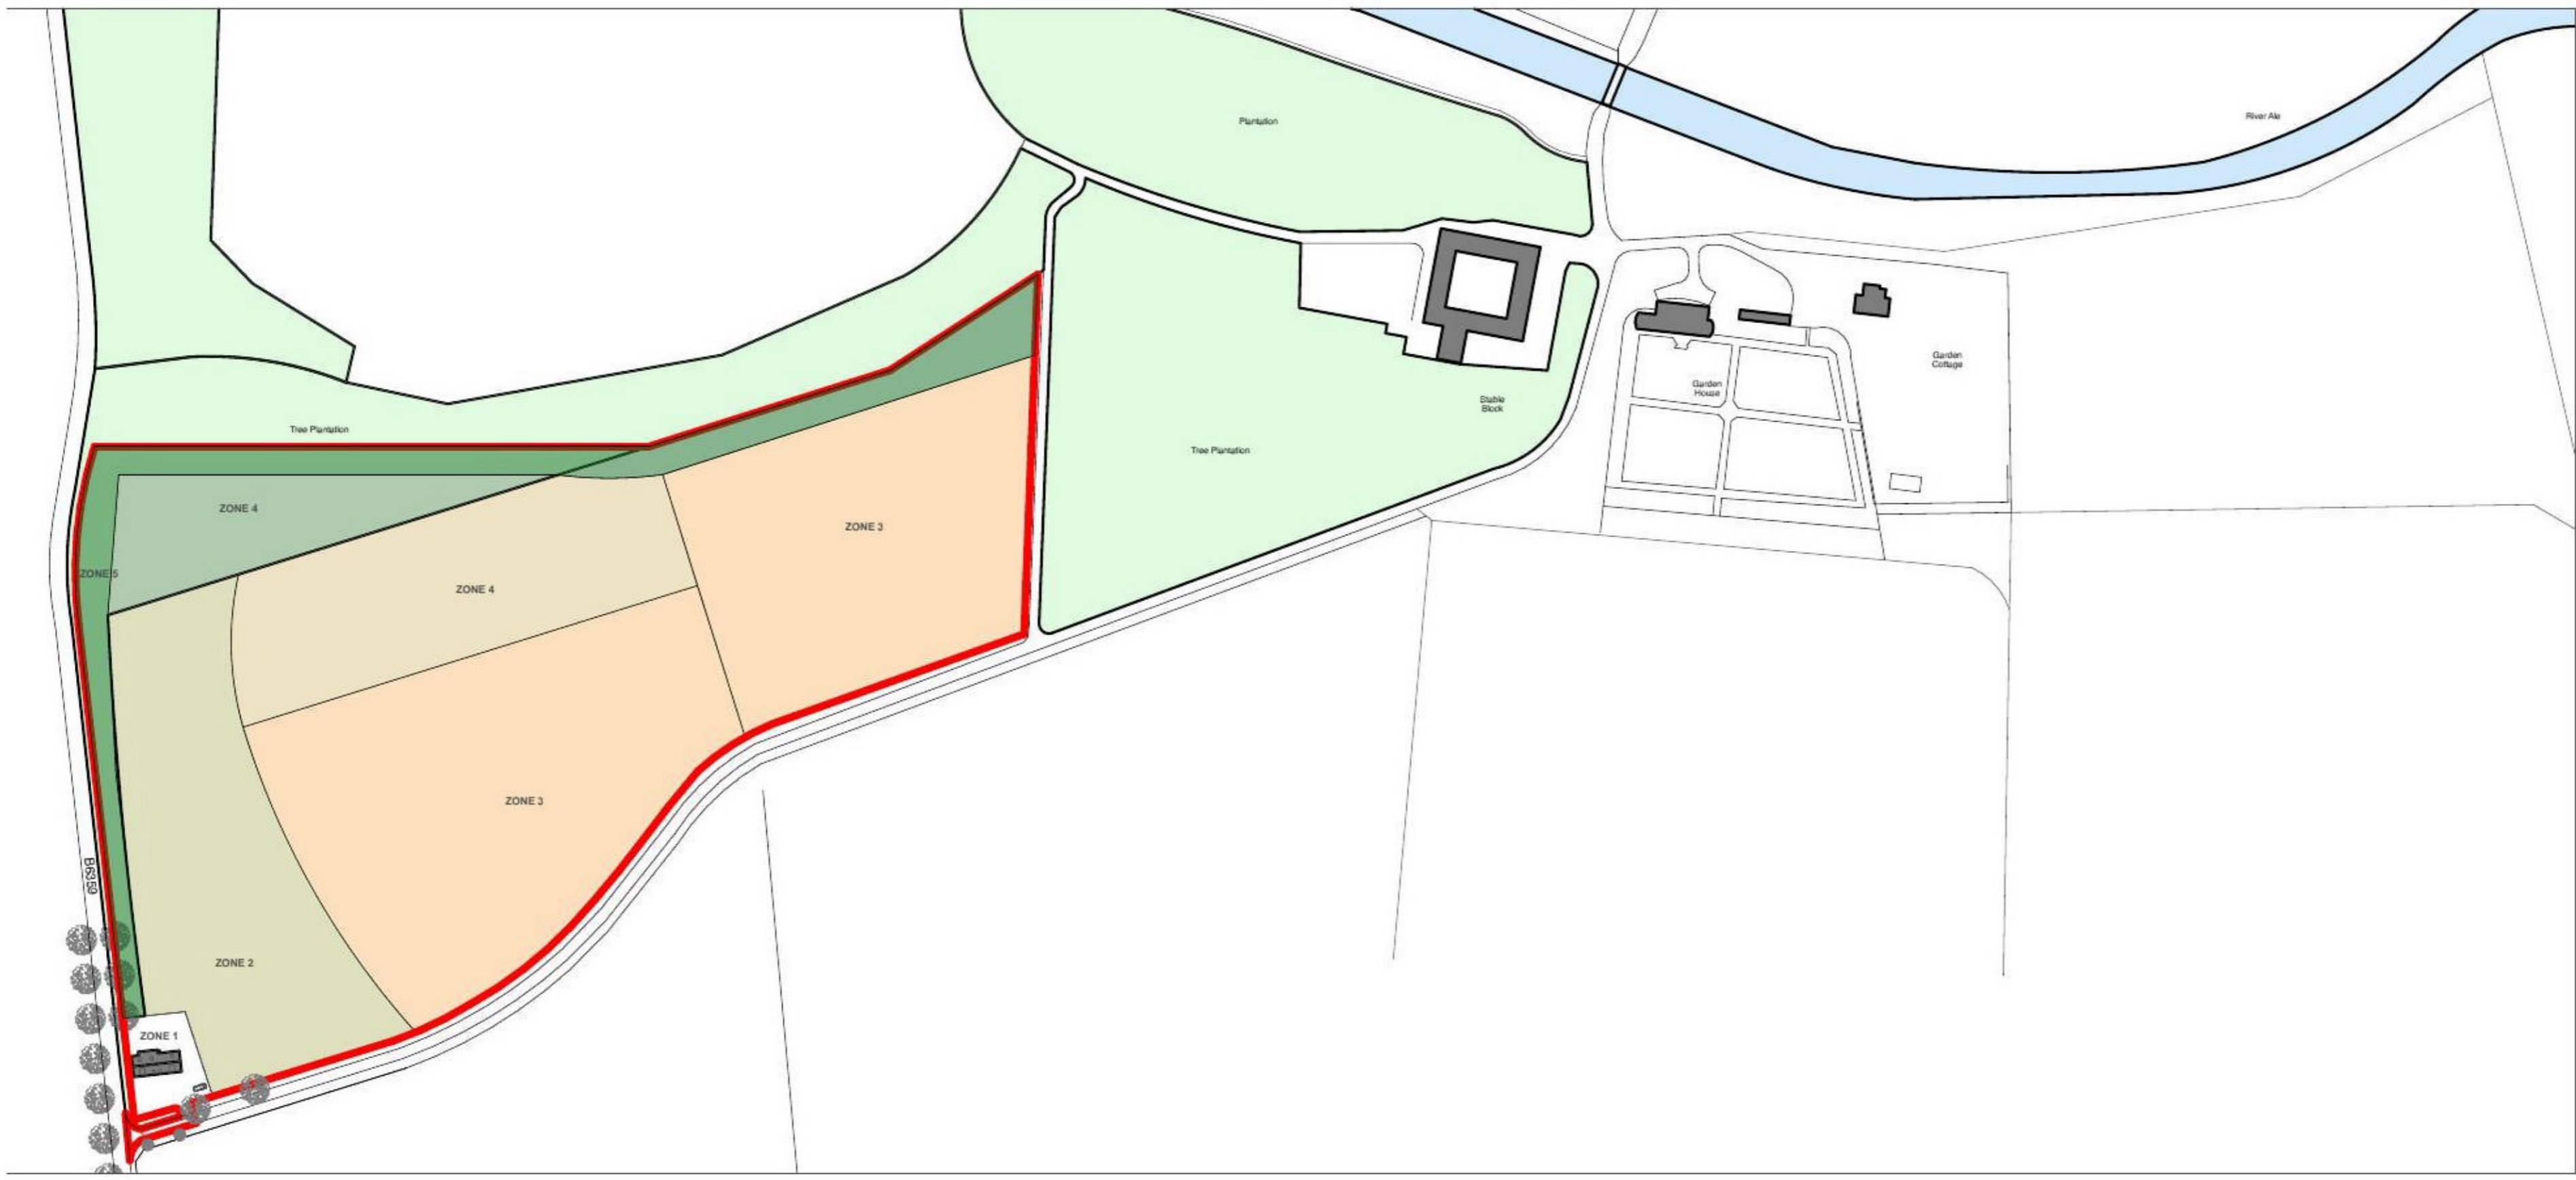 River Ale
Plantation
Garden
Cottage
Garden
House
Stable
Block
Tree Plantation
Tree Plantation
ZONE 4
ZONE 3
ZONE 5
ZONE 4
ZONE 3
B6359
ZONE 2
ZONE 1